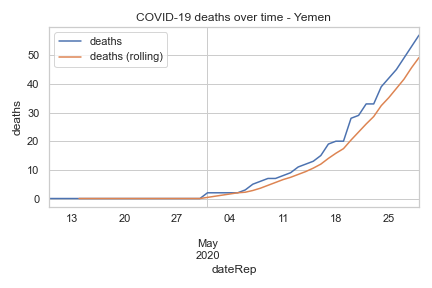 COVID-19 deaths over time - Yemen
deaths
deaths (rolling)
deaths
50
40
30
20
10
0
13 20 27 04 11 18 25
May
2020
dateRep